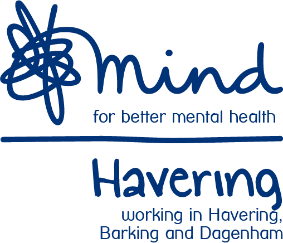 mind
for better mental health
Havering
working in Havering,
Barking and Dagenham